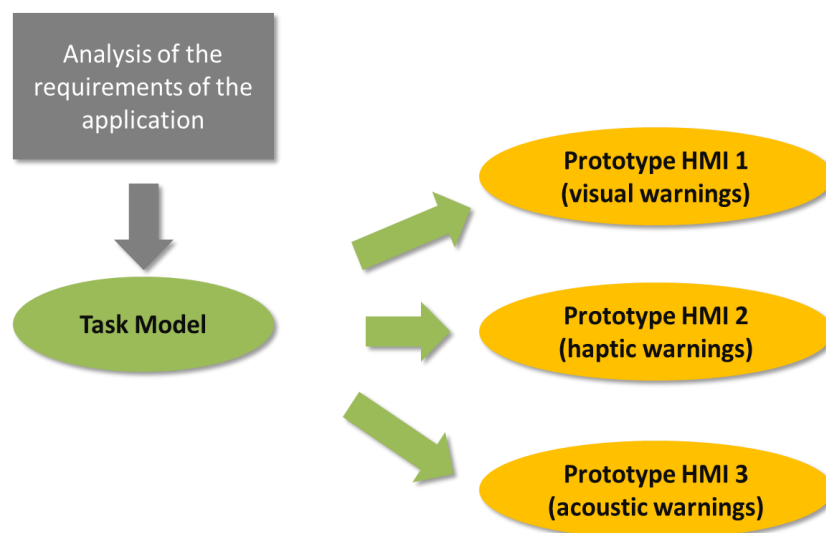 Analysis of the
requirements of the
application
Task Model
Prototype HMI 1
(visual warnings)
Prototype HMI 2
(haptic warnings)
Prototype HMI 3
(acoustic warnings)